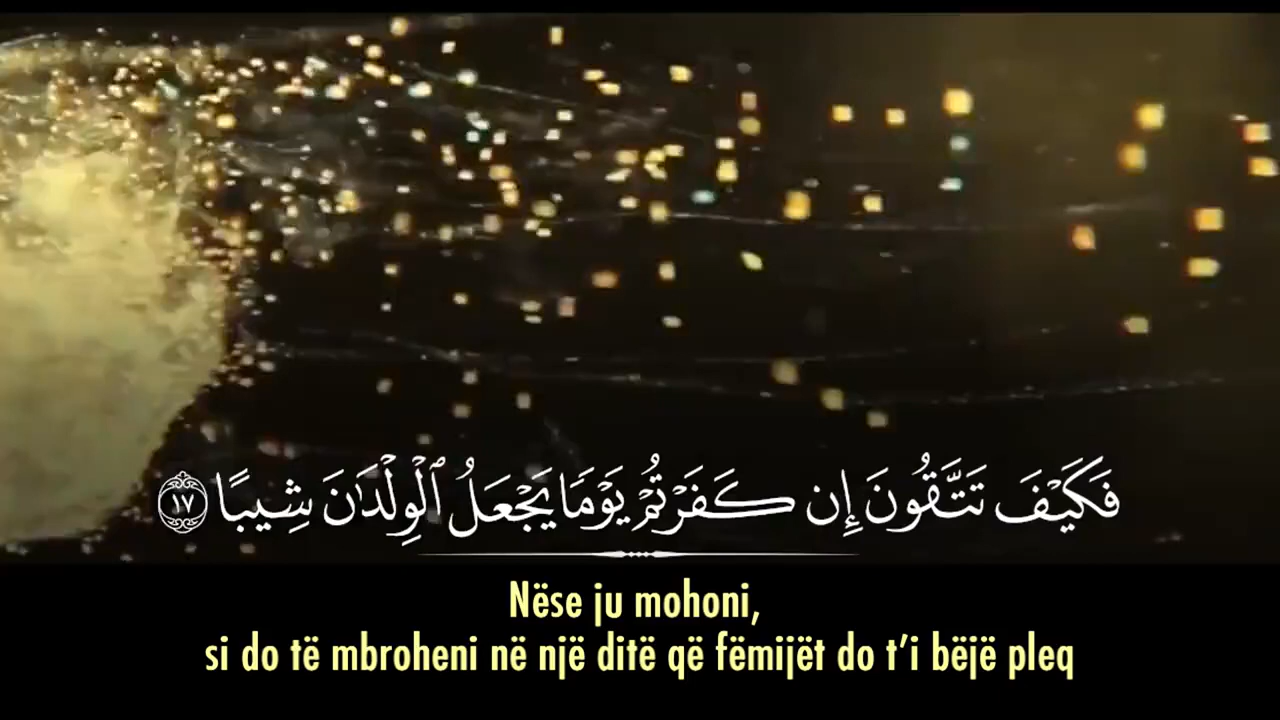 فَكَيْفَ تَتَّقُونَ إِن كَفَرْتُمْ يَوْمًا يَجْعَلُ ٱلْوِلْدَٰنَ شِيبًا ١٧
Nëse ju mohoni,
si do të mbroheni në një ditë që fëmijët do t’i bëjë pleq